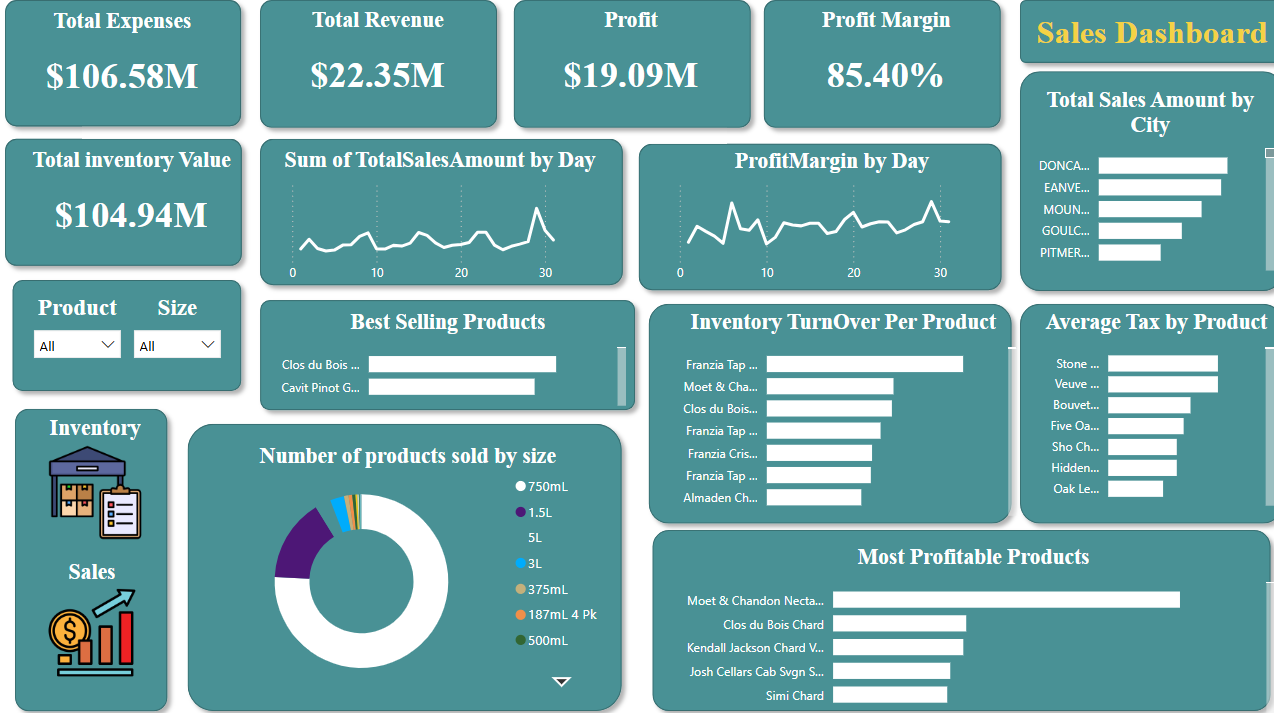 Total Expenses
$106.58M
Total Revenue
$22.35M
Profit
$19.09M
Profit Margin
85.40%
Sales Dashboard
Total inventory Value
$104.94M
Sum of TotalSalesAmount by Day
0 10 20 30
ProfitMargin by Day
0 10 20 30
Total Sales Amount by
City
DONCA...
EANVE...
MOUN...
GOULC...
PITMER...
Product Size
All All
Best Selling Products
Clos du Bois ...
Cavit Pinot G...
Inventory TurnOver Per Product
Franzia Tap ...
Moet & Cha...
Clos du Bois...
Franzia Tap ...
Franzia Cris...
Franzia Tap ...
Almaden Ch...
Average Tax by Product
Stone ...
Veuve ...
Bouvet...
Five Oa...
Sho Ch...
Hidden...
Oak Le...
Inventory
Sales
Number of products sold by size
750mL
1.5L
5L
3L
375mL
187mL 4 Pk
500mL
Most Profitable Products
Moet & Chandon Necta...
Clos du Bois Chard
Kendall Jackson Chard V...
Josh Cellars Cab Svgn S...
Simi Chard